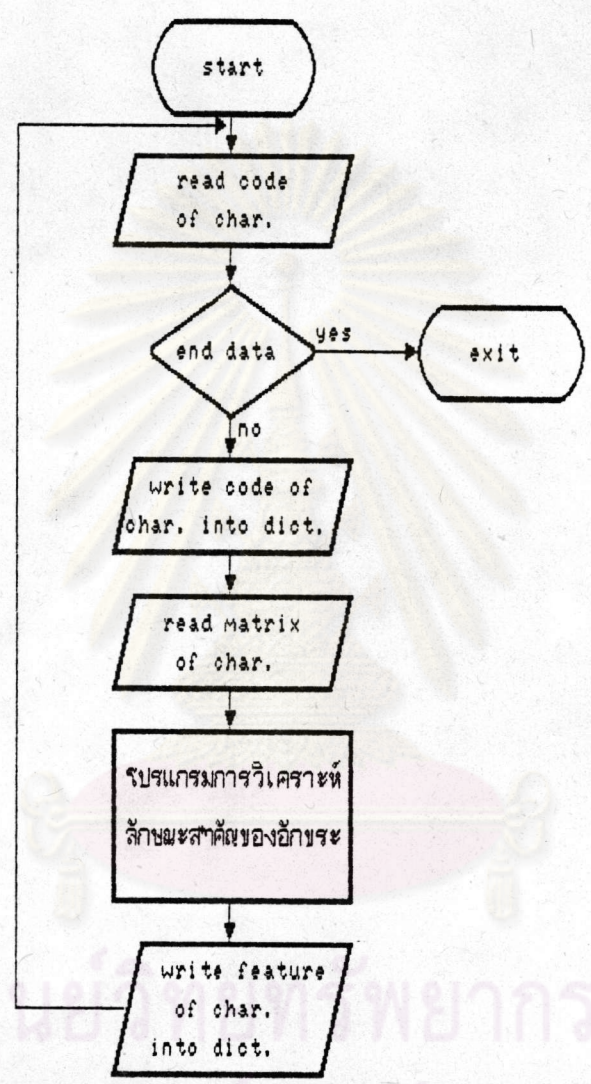 start
read code
of char.
end data
yes
exit
no
write code of
char. into dict.
read matrix
of char.
โปรแกรมการวิเคราะห์
ลักษณะสำคัญของอักขระ
write feature
of char.
into dict.